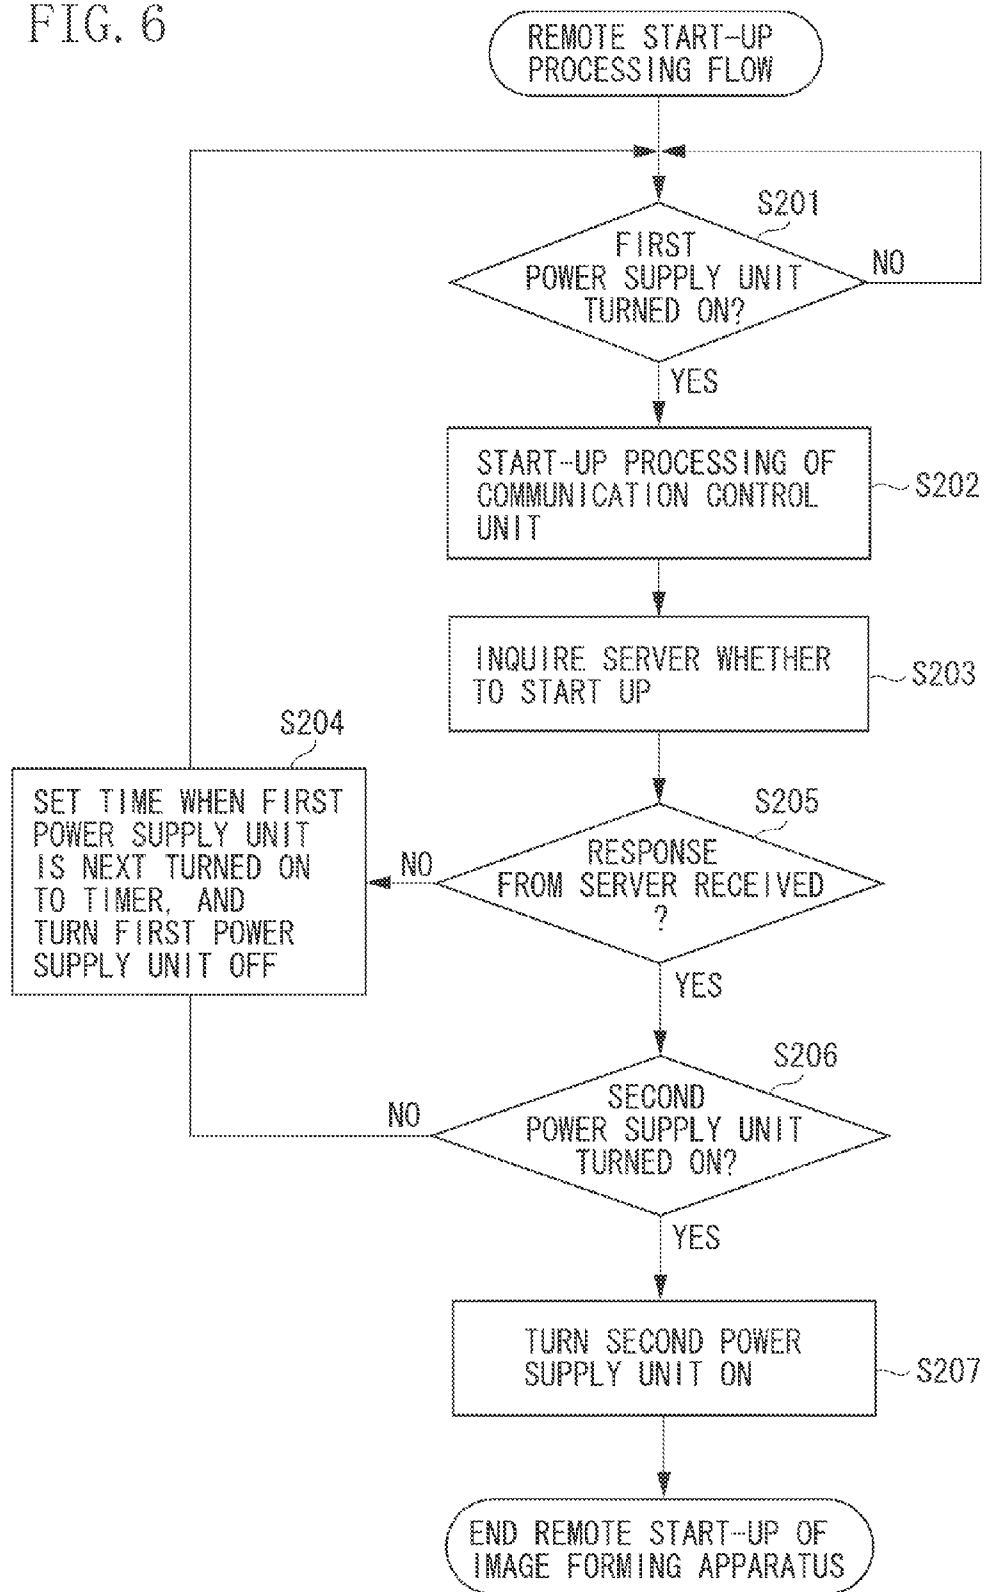 FIG. 6
REMOTE START-UP
PROCESSING FLOW
S201
FIRST
POWER SUPPLY UNIT
TURNED ON?
NO
YES
START-UP PROCESSING OF
COMMUNICATION CONTROL
UNIT
S202
INQUIRE SERVER WHETHER
TO START UP
S203
S204
SET TIME WHEN FIRST
POWER SUPPLY UNIT
IS NEXT TURNED ON
TO TIMER, AND
TURN FIRST POWER
SUPPLY UNIT OFF
S205
RESPONSE
FROM SERVER RECEIVED
?
NO
YES
S206
SECOND
POWER SUPPLY UNIT
TURNED ON?
NO
YES
TURN SECOND POWER
SUPPLY UNIT ON
S207
END REMOTE START-UP OF
IMAGE FORMING APPARATUS